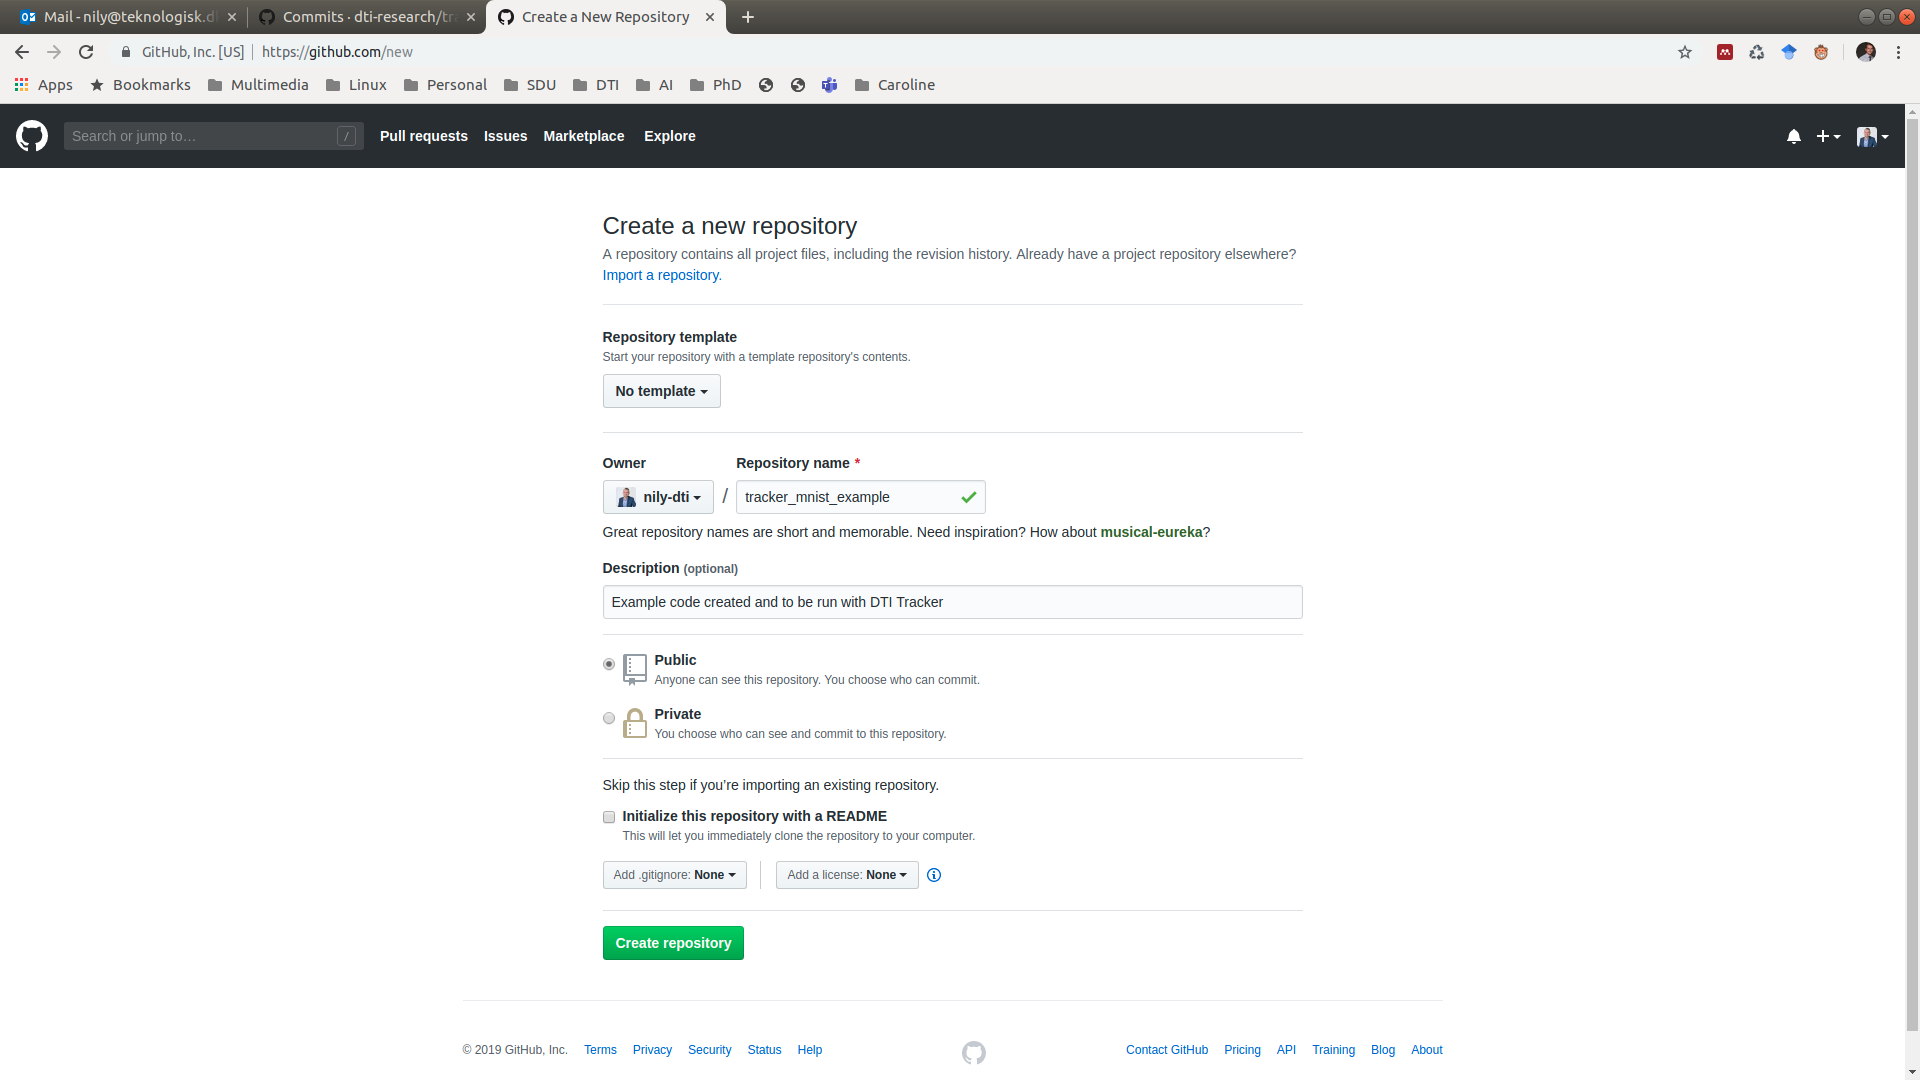 Mail - nily@teknologisk.d
Commits · dti-research/tr
Create a New Repository
GitHub, Inc. [US] https://github.com/new
Apps Bookmarks Multimedia Linux Personal SDU DTI AI PhD Caroline
Search or jump to… / Pull requests Issues Marketplace Explore
Create a new repository
A repository contains all project files, including the revision history. Already have a project repository elsewhere?
Import a repository.
Repository template
Start your repository with a template repository's contents.
No template
Owner Repository name *
nily-dti / tracker_mnist_example
Great repository names are short and memorable. Need inspiration? How about musical-eureka?
Description (optional)
Example code created and to be run with DTI Tracker
Public
Anyone can see this repository. You choose who can commit.
Private
You choose who can see and commit to this repository.
Skip this step if you’re importing an existing repository.
Initialize this repository with a README
This will let you immediately clone the repository to your computer.
Add .gitignore: None Add a license: None
Create repository
© 2019 GitHub, Inc. Terms Privacy Security Status Help Contact GitHub Pricing API Training Blog About